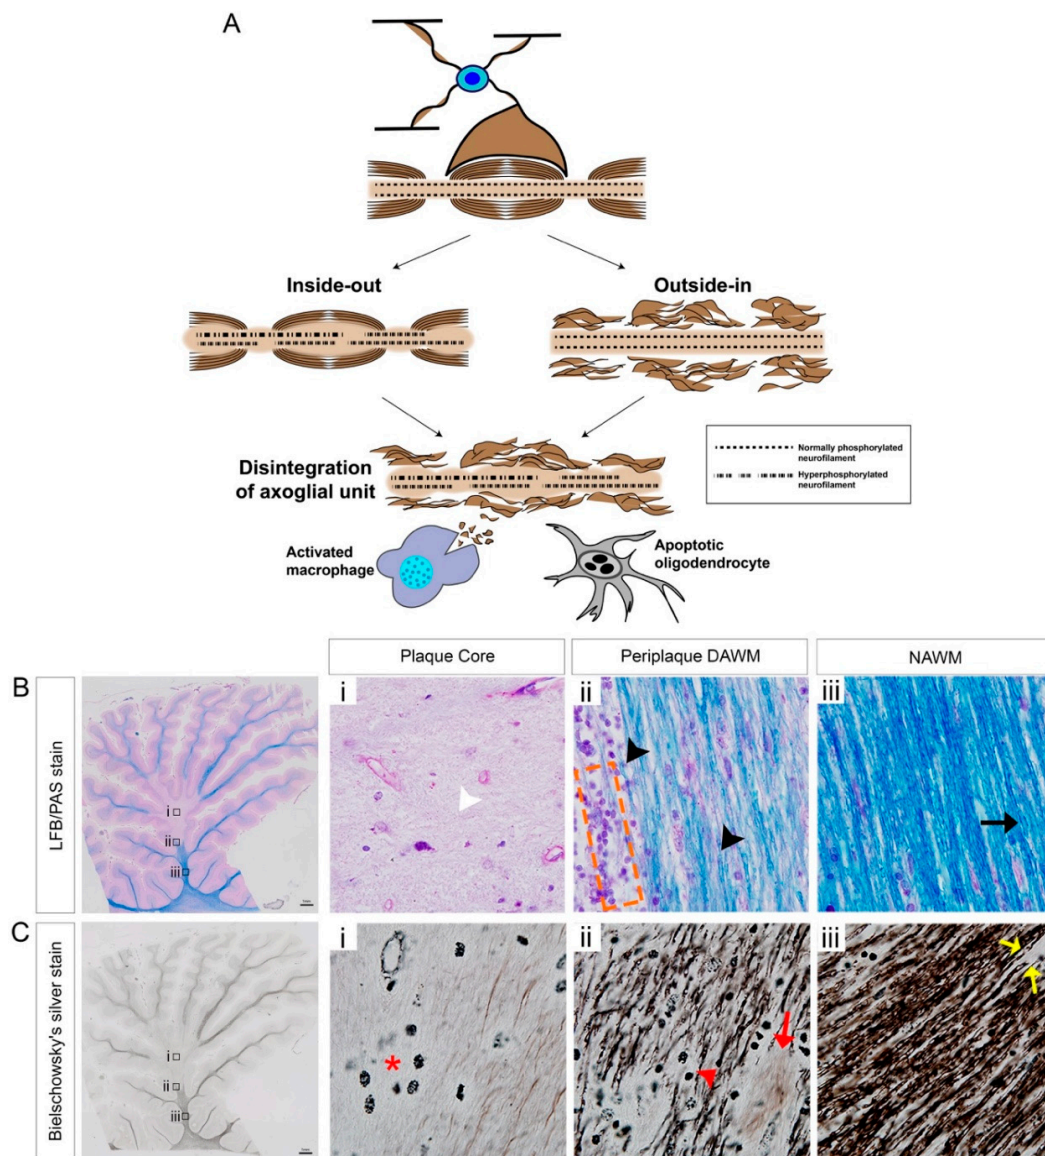 A
Inside-out
Outside-in
Disintegration
of axoglial unit
Normally phosphorylated
neurofilament
Hyperphosphorylated
neurofilament
Activated
macrophage
Apoptotic
oligodendrocyte
Plaque Core
Periplaque DAWM
NAWM
B
LFB/PAS stain
i
ii
iii
i
ii
iii
C
Bielschowsky's silver stain
i
ii
iii
i
*
ii
iii